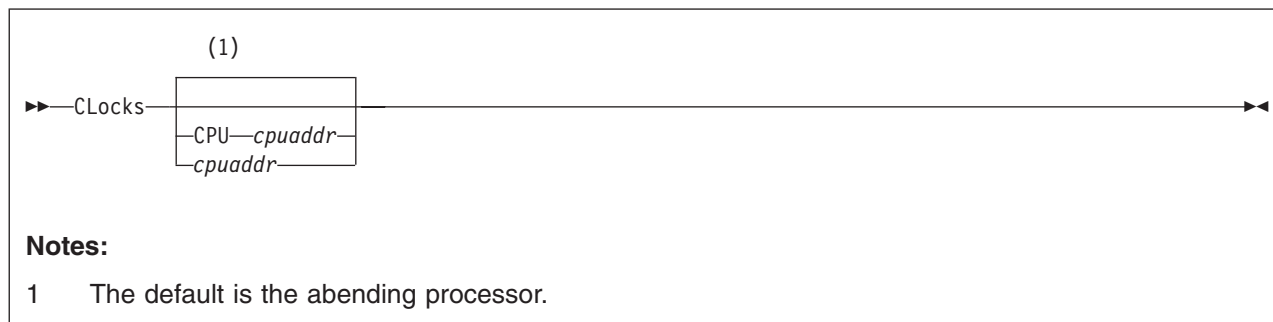 (1)
CLocks
CPU cpuaddr
cpuaddr
Notes:
1 The default is the abending processor.